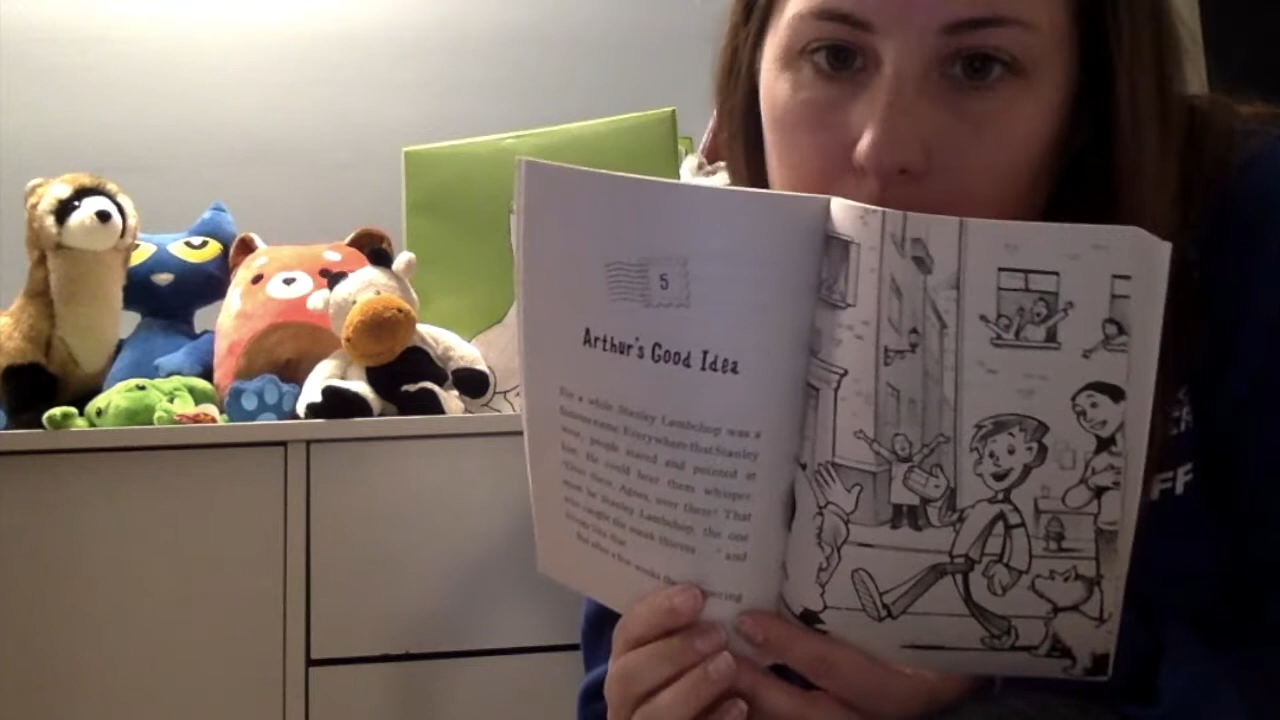 5
Arthur's Good Idea
For a while Stanley Lambchop was a
famous name. Everywhere that Stanley
went, people stared and pointed at
him. He could hear them whisper,
"Over there, Agnes, over there! That
must be Stanley Lambchop, the one
who caught the sneak thieves . . ." and
things like that.
But after a few weeks the
FF